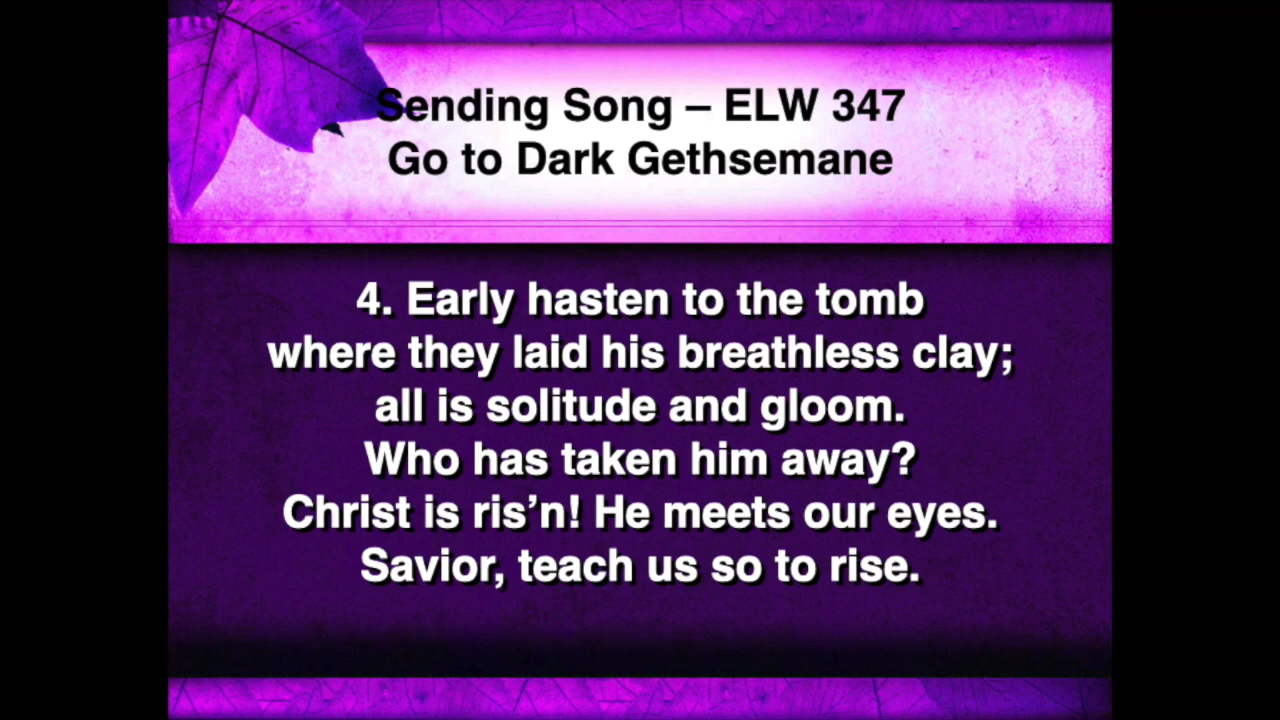 Sending Song – ELW 347
Go to Dark Gethsemane
4. Early hasten to the tomb
where they laid his breathless clay;
all is solitude and gloom.
Who has taken him away?
Christ is ris’n! He meets our eyes.
Savior, teach us so to rise.